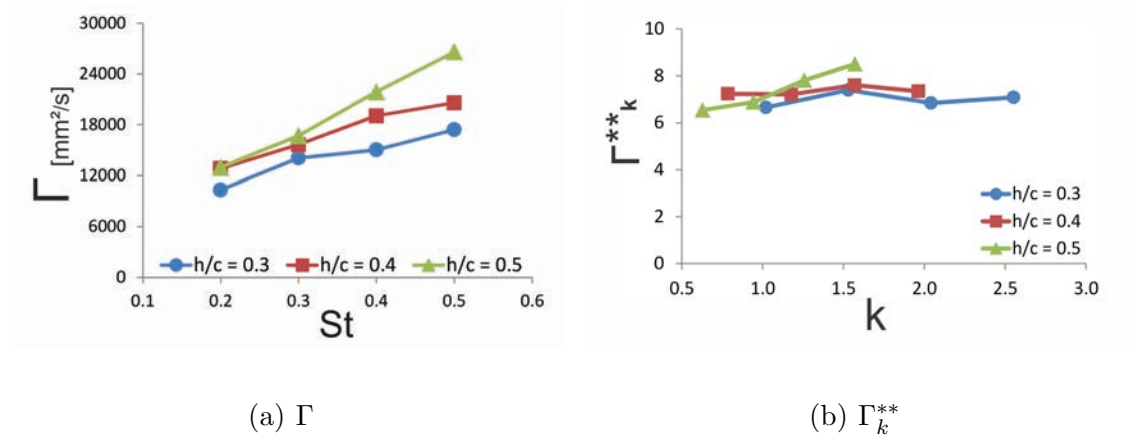 30000
24000
18000
12000
6000
0
Γ [mm²/s]
h/c = 0.3 h/c = 0.4 h/c = 0.5
0.1 0.2 0.3 0.4 0.5 0.6
St
10
8
6
4
2
0
Γ**k
h/c = 0.3
h/c = 0.4
h/c = 0.5
0.5 1.0 1.5 2.0 2.5 3.0
k
(a) Γ
(b) Γ**k